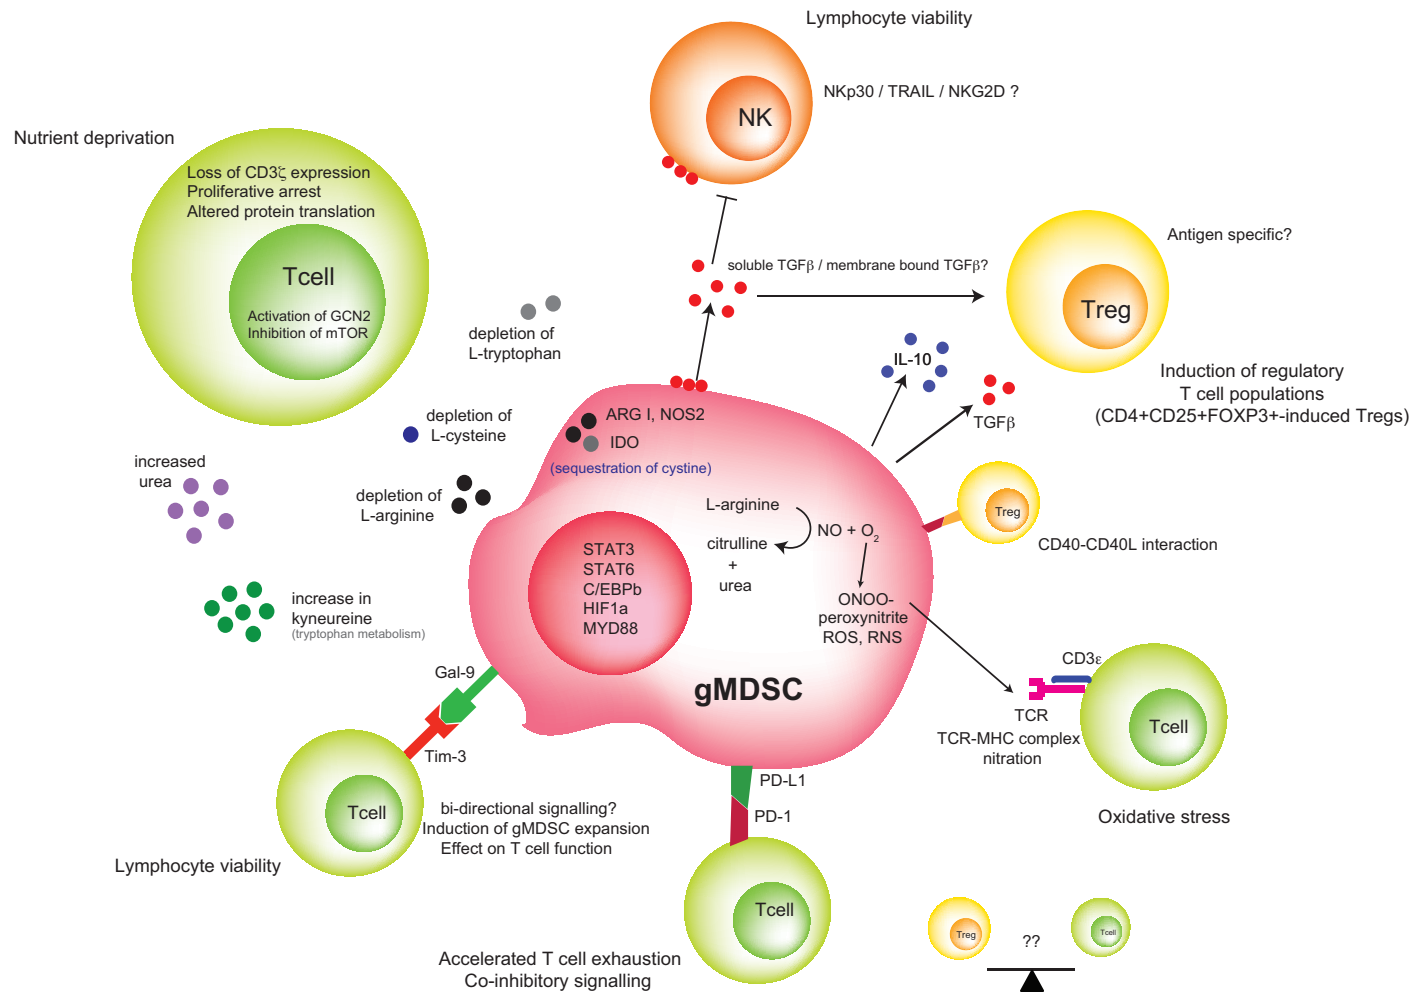 Lymphocyte viability
NKp30 / TRAIL / NKG2D ?
NK
Nutrient deprivation
Loss of CD3ζ expression
Proliferative arrest
Altered protein translation
Tcell
Activation of GCN2
Inhibition of mTOR
soluble TGFβ / membrane bound TGFβ?
Antigen specific?
Treg
Induction of regulatory
T cell populations
(CD4+CD25+FOXP3+-induced Tregs)
depletion of
L-tryptophan
IL-10
TGFβ
depletion of
L-cysteine
ARG I, NOS2
IDO
(sequestration of cystine)
increased
urea
depletion of
L-arginine
L-arginine
NO + O2
citrulline
+
urea
Treg
CD40-CD40L interaction
STAT3
STAT6
C/EBPb
HIF1a
MYD88
ONOO-
peroxynitrite
ROS, RNS
increase in
kyneureine
(tryptophan metabolism)
gMDSC
Gal-9
Tim-3
Tcell
bi-directional signalling?
Induction of gMDSC expansion
Effect on T cell function
Lymphocyte viability
CD3ε
TCR
TCR-MHC complex
nitration
Tcell
Oxidative stress
PD-L1
PD-1
Tcell
Accelerated T cell exhaustion
Co-inhibitory signalling
Treg
??
Tcell